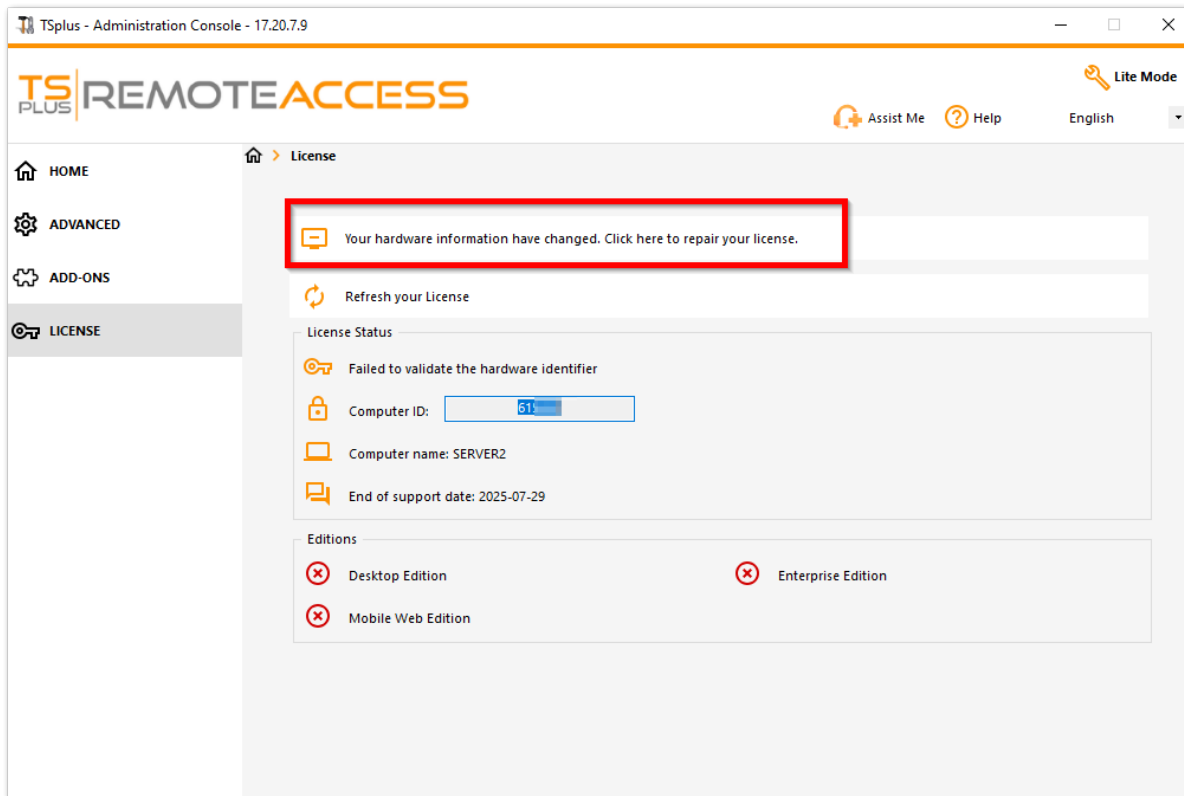 TSplus - Administration Console - 17.20.7.9
TS PLUS REMOTEACCESS
Lite Mode
Assist Me
Help
English
HOME
ADVANCED
ADD-ONS
LICENSE
License
Your hardware information have changed. Click here to repair your license.
Refresh your License
License Status
Failed to validate the hardware identifier
Computer ID:
Computer name: SERVER2
End of support date: 2025-07-29
Editions
Desktop Edition
Enterprise Edition
Mobile Web Edition